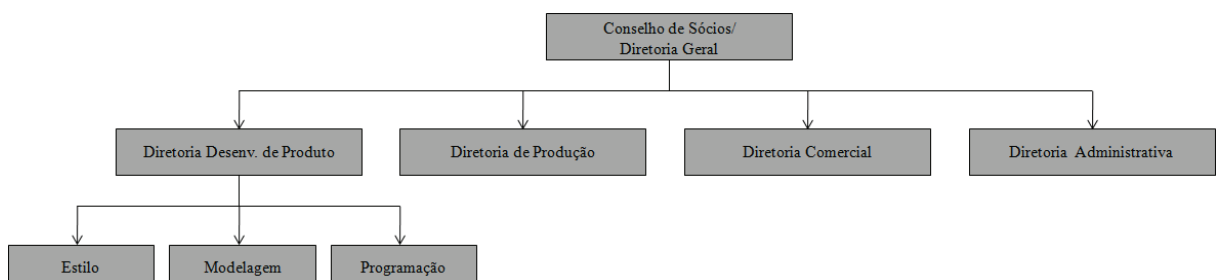 Conselho de Sócios/
Diretoria Geral
Diretoria Desenv. de Produto
Diretoria de Produção
Diretoria Comercial
Diretoria Administrativa
Estilo
Modelagem
Programação